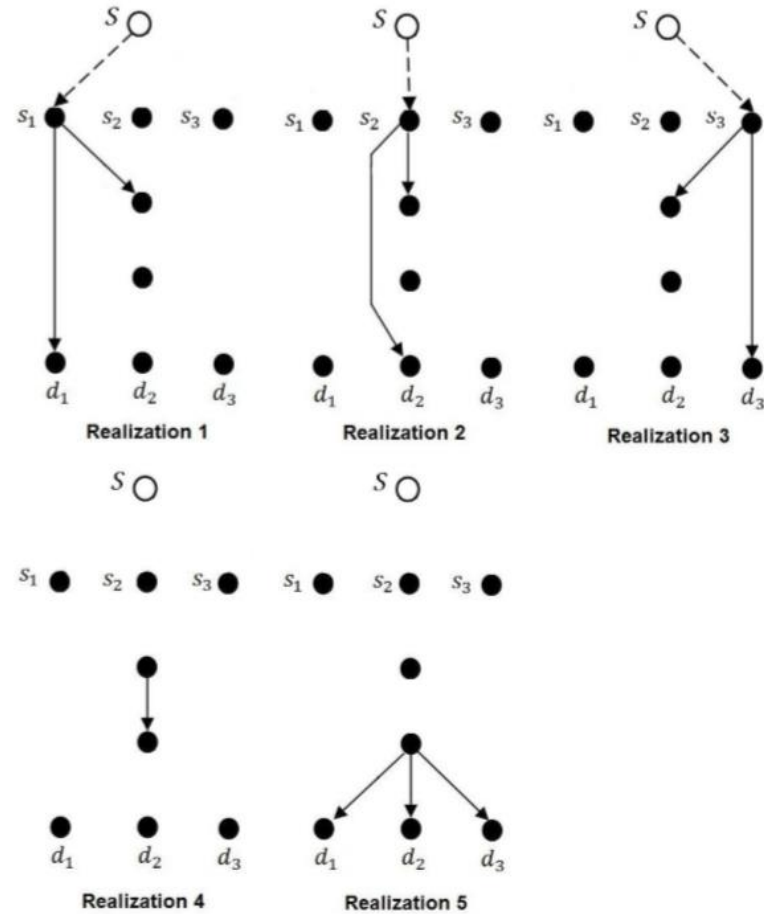 S S S
s₁ s₂ s₃ s₁ s₂ s₃ s₁ s₂ s₃
d₁ d₂ d₃ d₁ d₂ d₃ d₁ d₂ d₃
Realization 1 Realization 2 Realization 3
S S
s₁ s₂ s₃ s₁ s₂ s₃
d₁ d₂ d₃ d₁ d₂ d₃
Realization 4 Realization 5